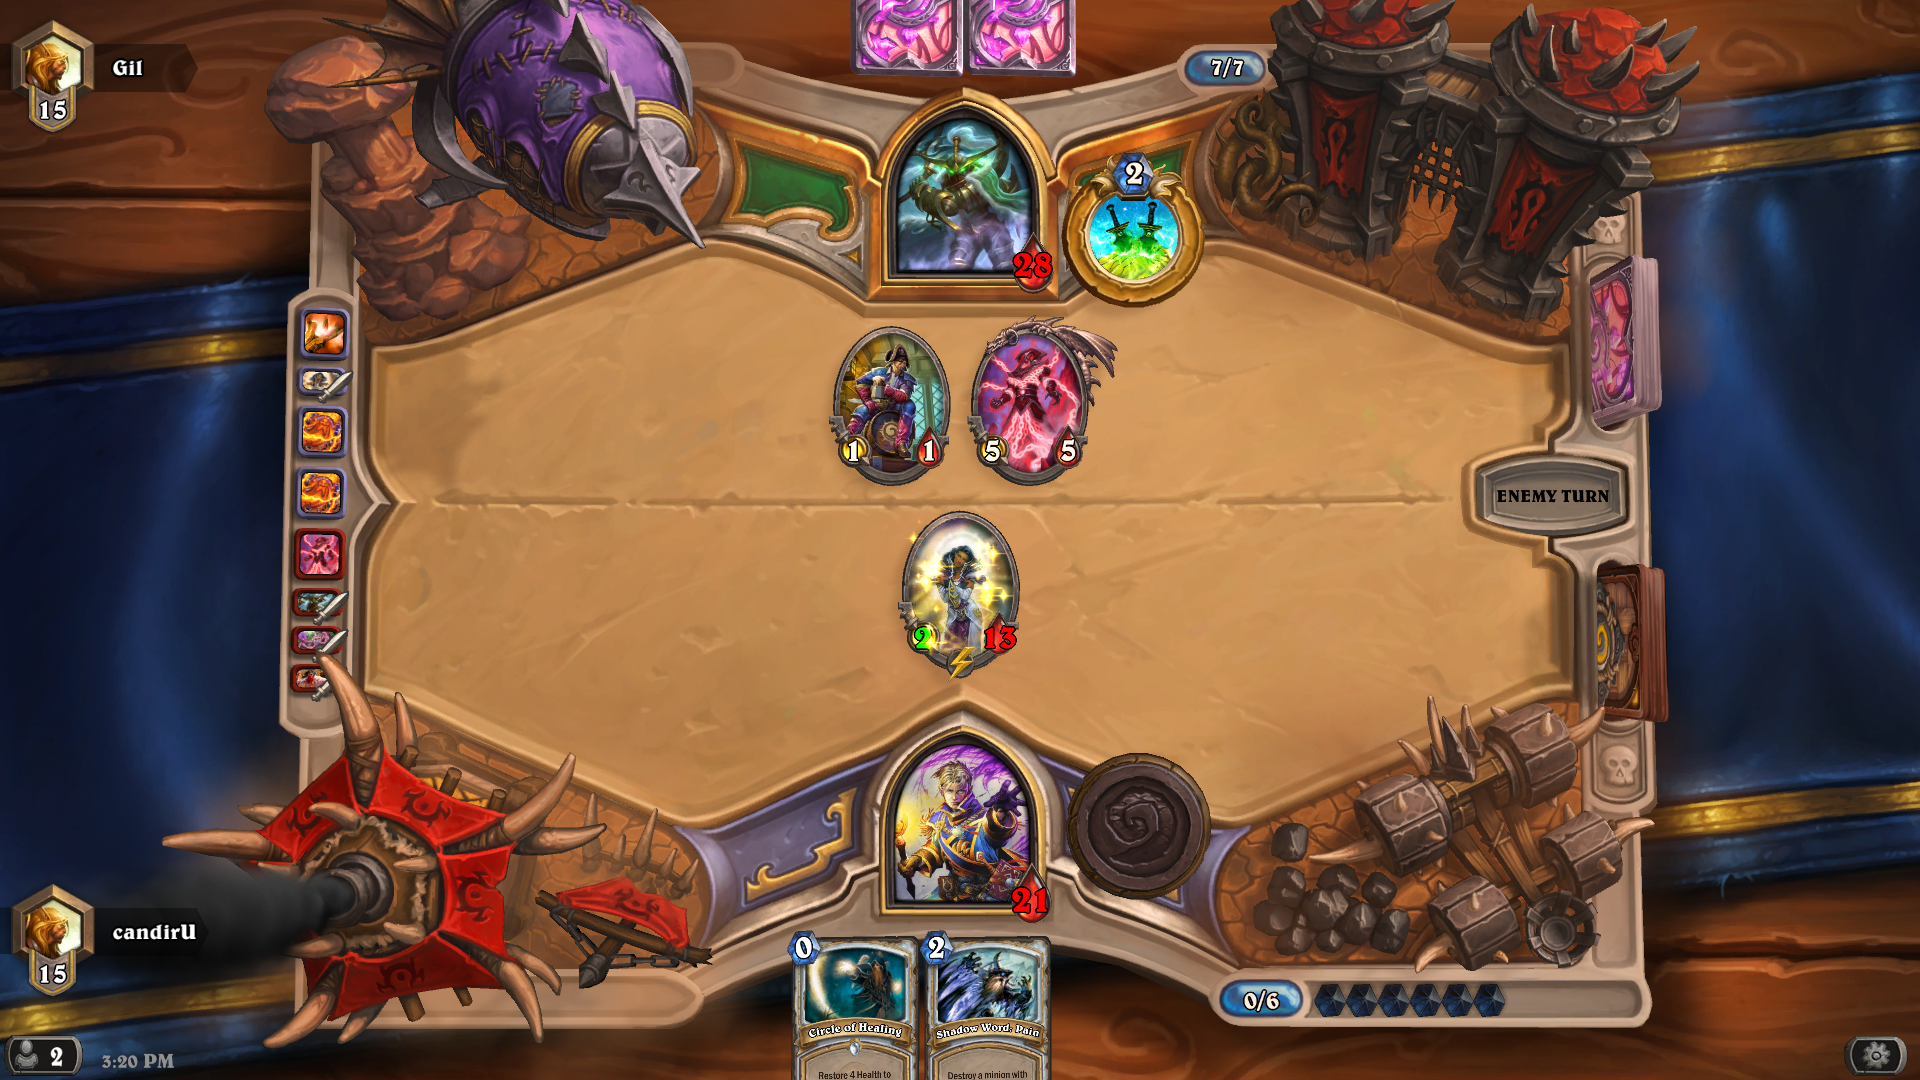 Gil
15
7/7
2
28
1
1
5
5
ENEMY TURN
2
13
21
candirU
15
0
2
Circle of Healing
Shadow Word: Pain
Restore 4 Health to
Destroy a minion with
0/6
2
3:20 PM